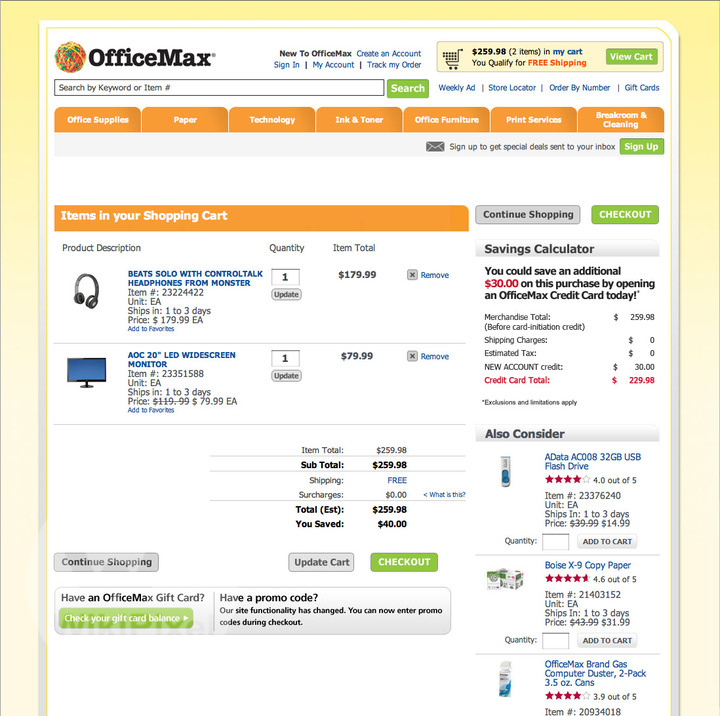 OfficeMax®
New To OfficeMax Create an Account
Sign In | My Account | Track my Order
$259.98 (2 items) in my cart
You Qualify for FREE Shipping
View Cart
Search by Keyword or Item #
Search
Weekly Ad | Store Locator | Order By Number | Gift Cards
Office Supplies
Paper
Technology
Ink & Toner
Office Furniture
Print Services
Breakroom &
Cleaning
Sign up to get special deals sent to your inbox
Sign Up
Items in your Shopping Cart
Product Description
Quantity
Item Total
BEATS SOLO WITH CONTROLTALK
HEADPHONES FROM MONSTER
Item #: 23224422
Unit: EA
Ships in: 1 to 3 days
Price: $ 179.99 EA
Add to Favorites
1
Update
$179.99
Remove
AOC 20" LED WIDESCREEN
MONITOR
Item #: 23351588
Unit: EA
Ships in: 1 to 3 days
Price: $119.99 $ 79.99 EA
Add to Favorites
1
Update
$79.99
Remove
Item Total: $259.98
Sub Total: $259.98
Shipping: FREE
Surcharges: $0.00 < What is this?
Total (Est): $259.98
You Saved: $40.00
Continue Shopping
Update Cart
CHECKOUT
Have an OfficeMax Gift Card?
Check your gift card balance
Have a promo code?
Our site functionality has changed. You can now enter promo
codes during checkout.
Continue Shopping
CHECKOUT
Savings Calculator
You could save an additional
$30.00 on this purchase by opening
an OfficeMax Credit Card today!*
Merchandise Total: $ 259.98
(Before card-initiation credit)
Shipping Charges: $ 0
Estimated Tax: $ 0
NEW ACCOUNT credit: $ 30.00
Credit Card Total: $ 229.98
*Exclusions and limitations apply
Also Consider
AData AC008 32GB USB
Flash Drive
4.0 out of 5
Item #: 23376240
Unit: EA
Ships In: 1 to 3 days
Price: $39.99 $14.99
Quantity:
ADD TO CART
Boise X-9 Copy Paper
4.6 out of 5
Item #: 21403152
Unit: EA
Ships In: 1 to 3 days
Price: $43.99 $31.99
Quantity:
ADD TO CART
OfficeMax Brand Gas
Computer Duster, 2-Pack
3.5 oz. Cans
3.9 out of 5
Item #: 20934018